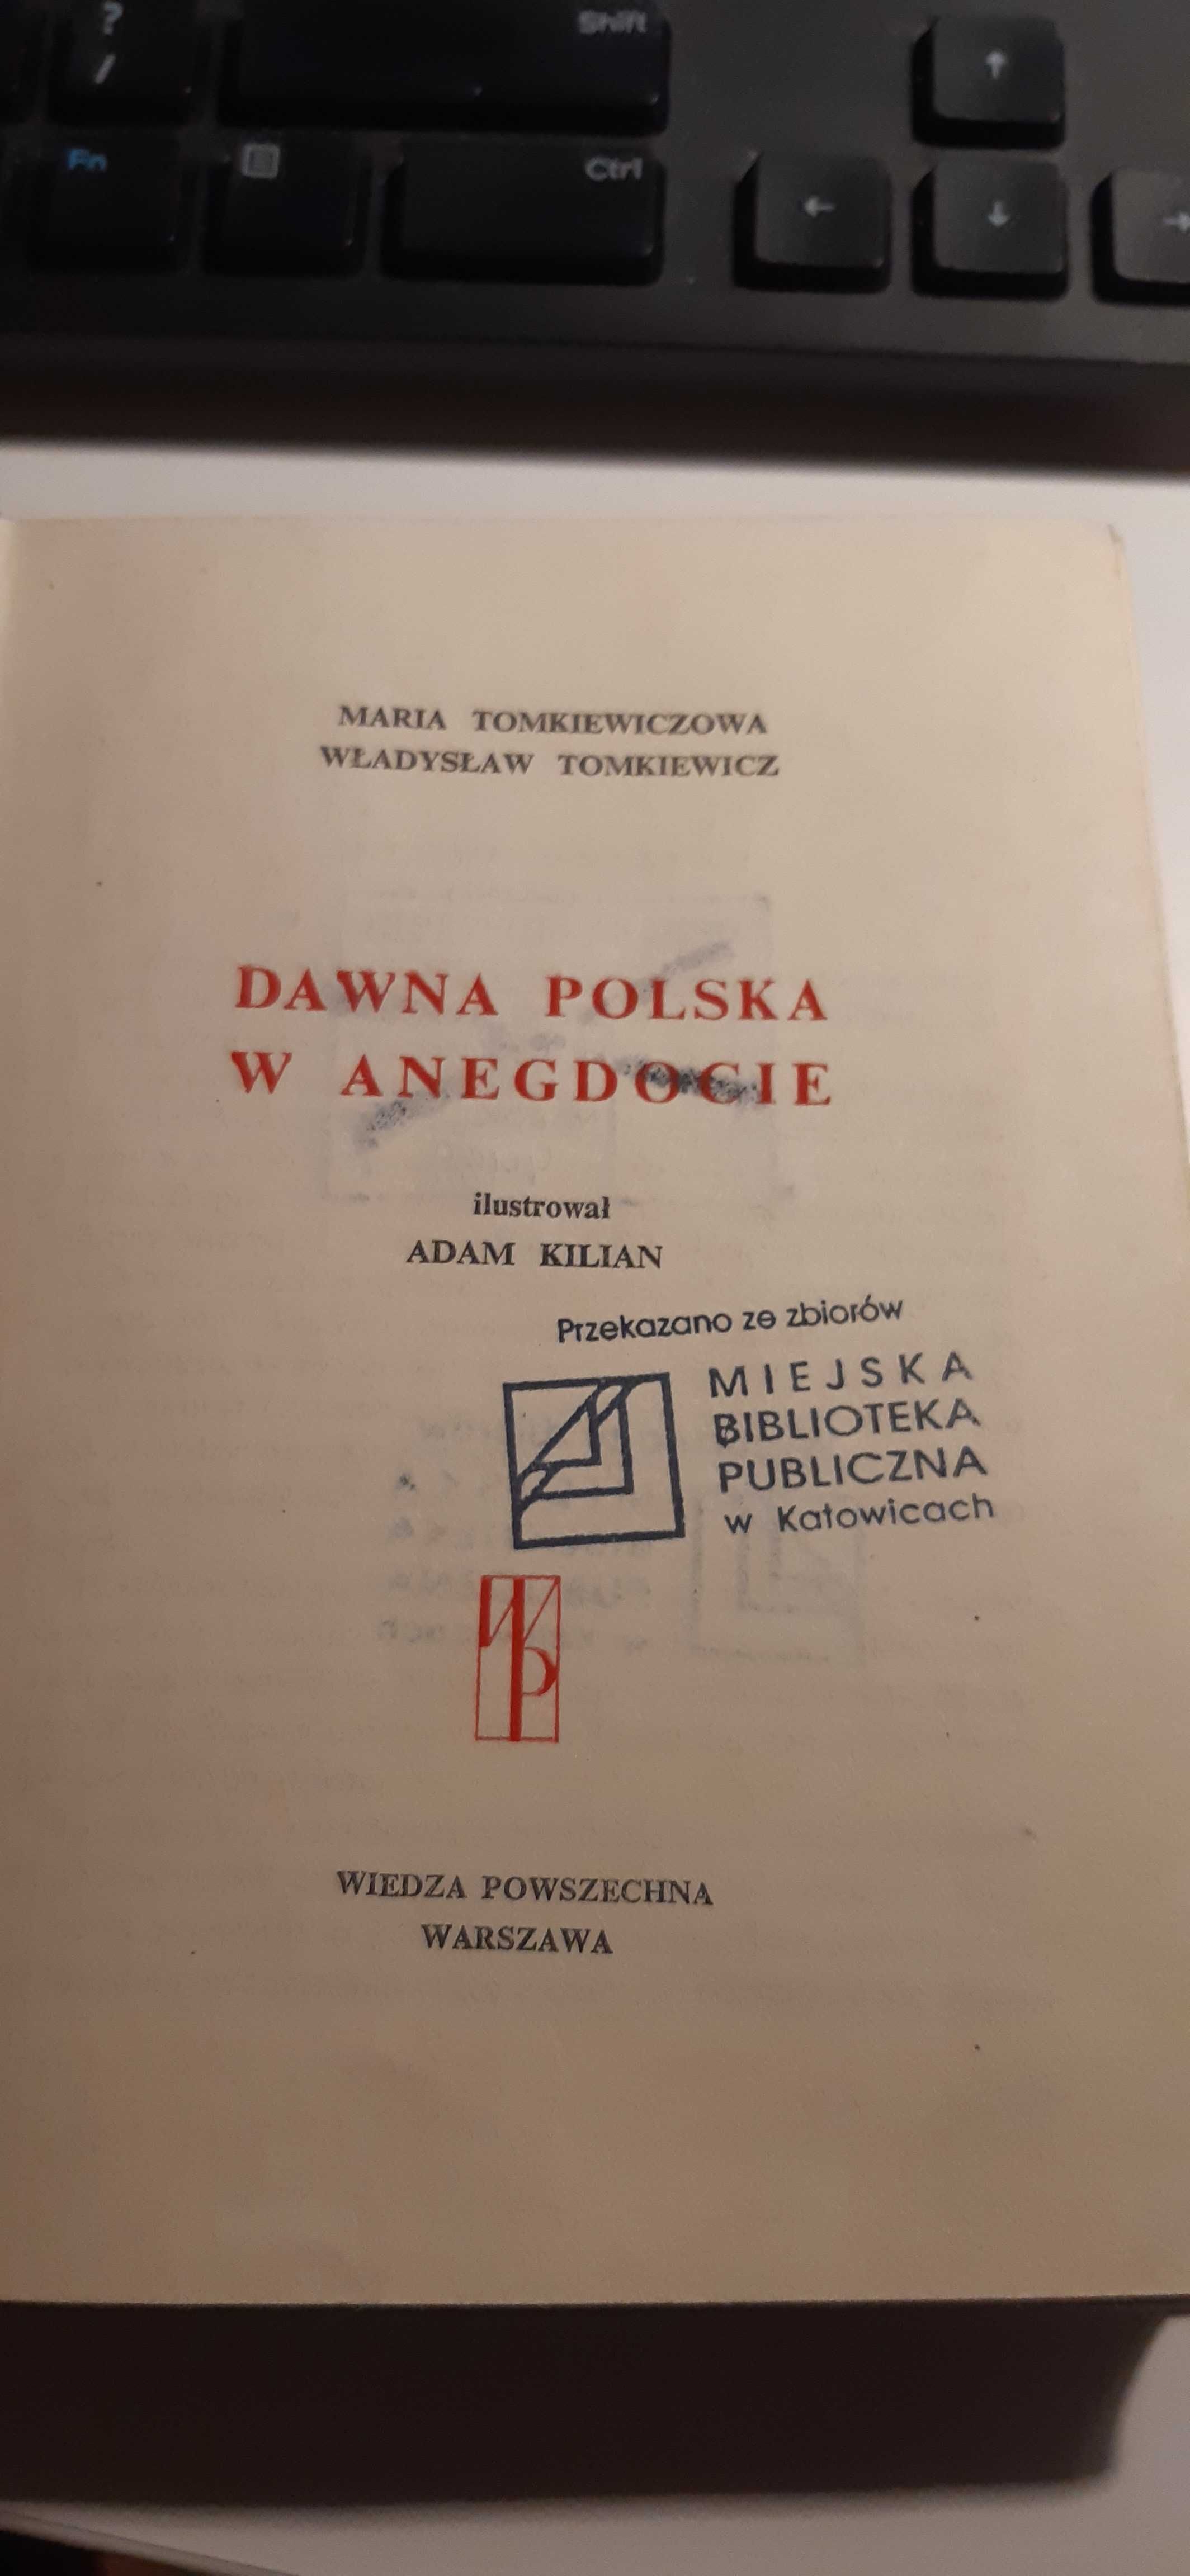 ?
/
Shift
↑
Fn
Ctrl
←
↓
→
MARIA TOMKIEWICZOWA
WŁADYSŁAW TOMKIEWICZ
DAWNA POLSKA
W ANEGDOCIE
ilustrował
ADAM KILIAN
Przekazano ze zbiorów
MIEJSKA
BIBLIOTEKA
PUBLICZNA
w Katowicach
WP
WIEDZA POWSZECHNA
WARSZAWA